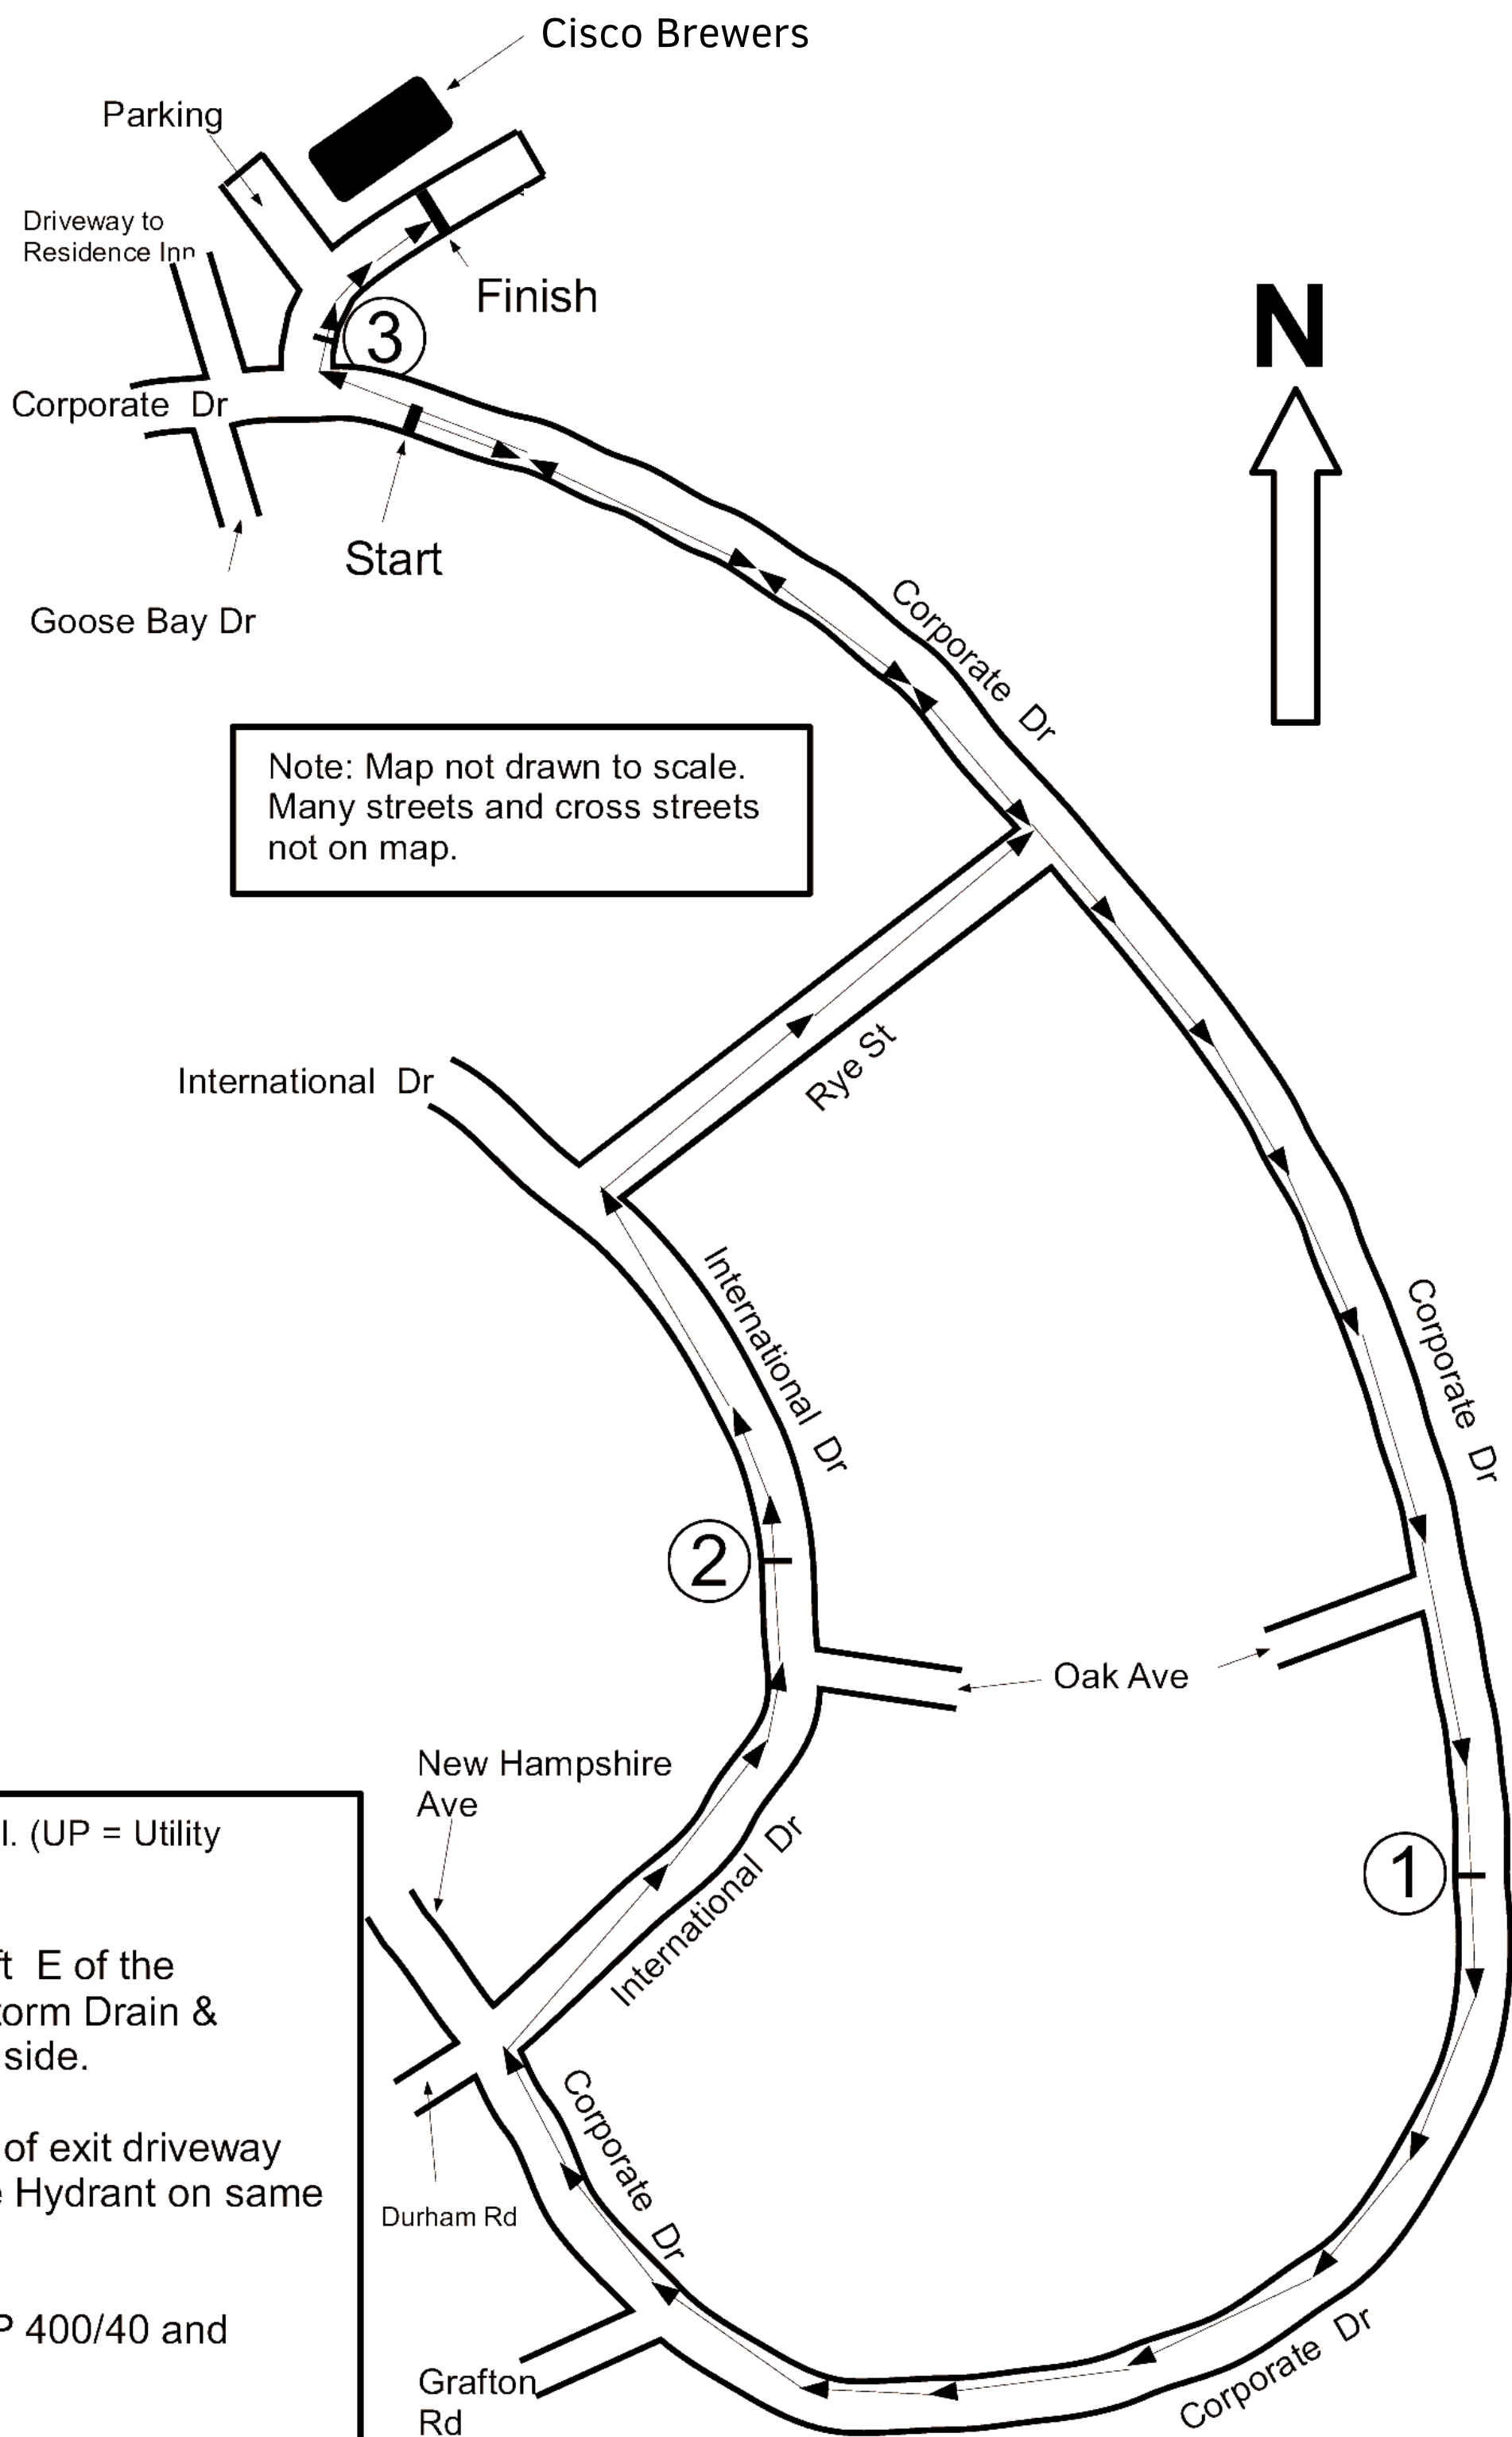 Cisco Brewers
Parking
Driveway to
Residence Inn
Finish
3
N
Corporate Dr
Start
Goose Bay Dr
Corporate Dr
Note: Map not drawn to scale.
Many streets and cross streets
not on map.
Rye St
International Dr
International Dr
Corporate Dr
2
Oak Ave
New Hampshire
Ave
1
International Dr
l. (UP = Utility
ft E of the
torm Drain &
side.
of exit driveway
e Hydrant on same
P 400/40 and
Corporate Dr
Durham Rd
Grafton
Rd
Corporate Dr